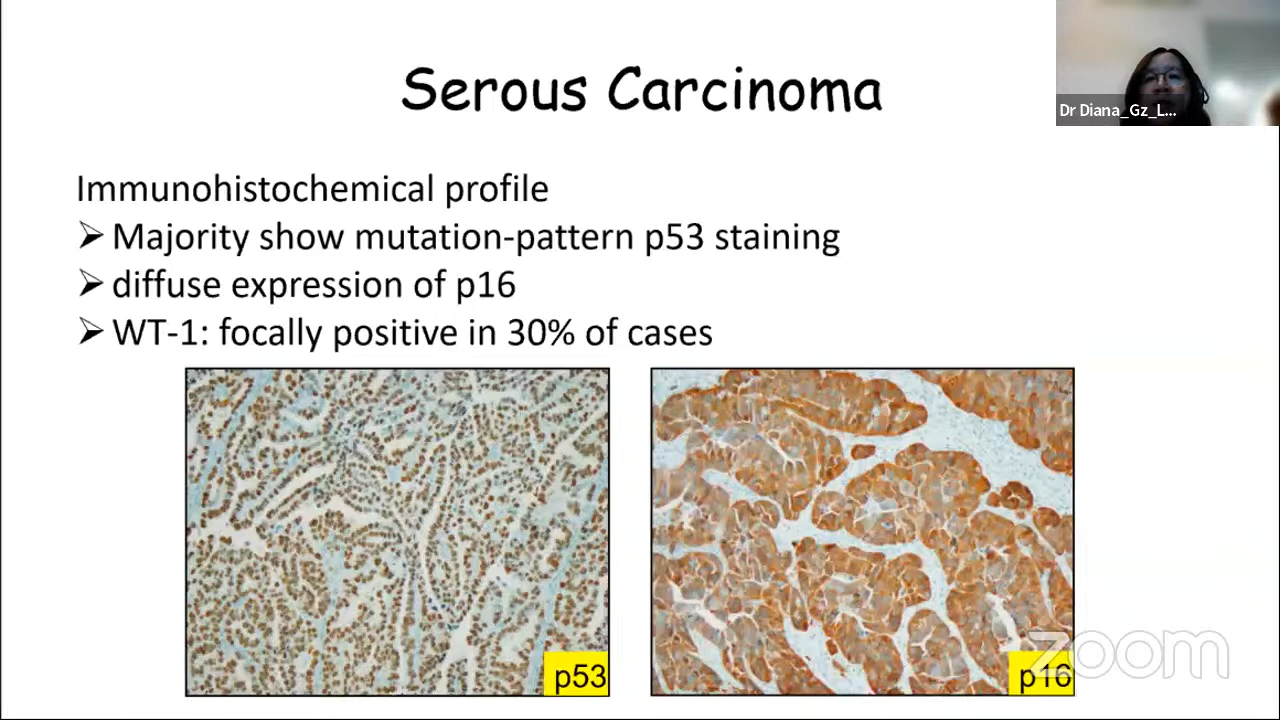 Serous Carcinoma
Dr Diana_Gz_L...
Immunohistochemical profile
➢ Majority show mutation-pattern p53 staining
➢ diffuse expression of p16
➢ WT-1: focally positive in 30% of cases
p53
p16
zoom